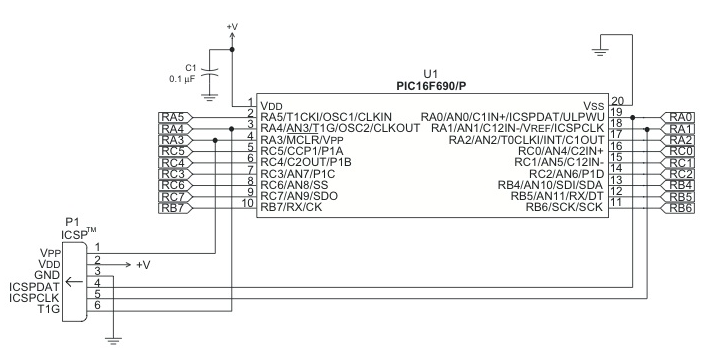 +V
C1
0.1 µF
U1
PIC16F690/P
1 VDD VSS 20
RA5 2 RA5/T1CKI/OSC1/CLKIN RA0/AN0/C1IN+/ICSPDAT/ULPWU 19 RA0
RA4 3 RA4/AN3/T1G/OSC2/CLKOUT RA1/AN1/C12IN-/VREF/ICSPCLK 18 RA1
RA3 4 RA3/MCLR/VPP RA2/AN2/T0CLKI/INT/C1OUT 17 RA2
RC5 5 RC5/CCP1/P1A RC0/AN4/C2IN+ 16 RC0
RC4 6 RC4/C2OUT/P1B RC1/AN5/C12IN- 15 RC1
RC3 7 RC3/AN7/P1C RC2/AN6/P1D 14 RC2
RC6 8 RC6/AN8/SS RB4/AN10/SDI/SDA 13 RB4
RC7 9 RC7/AN9/SDO RB5/AN11/RX/DT 12 RB5
RB7 10 RB7/RX/CK RB6/SCK/SCK 11 RB6
P1
ICSP™
VPP 1
VDD 2 +V
GND 3
ICSPDAT 4
ICSPCLK 5
T1G 6